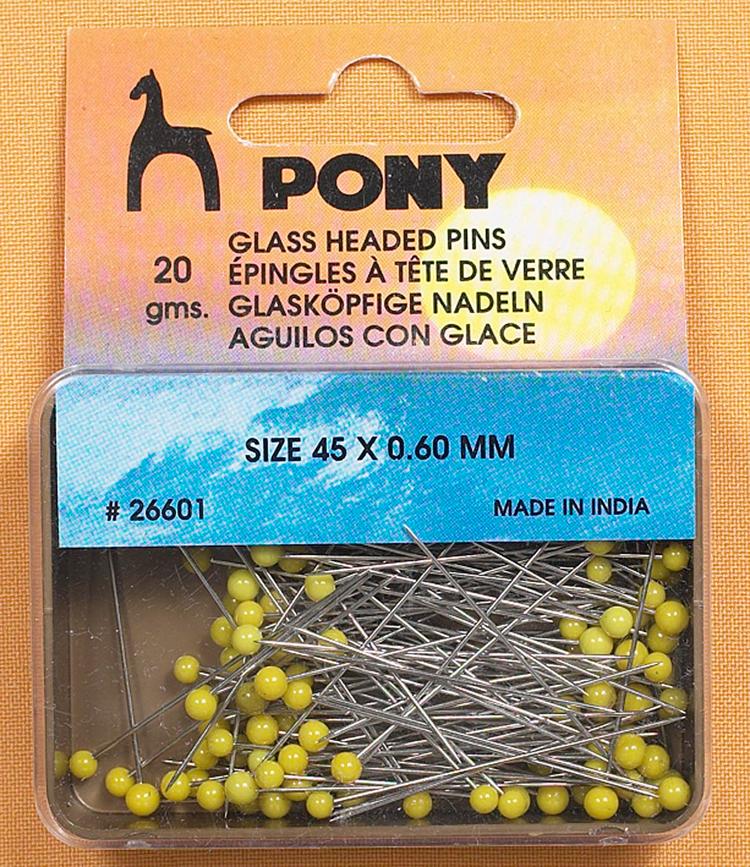 PONY
20 gms.
GLASS HEADED PINS
ÉPINGLES À TÊTE DE VERRE
GLASKÖPFIGE NADELN
AGUILOS CON GLACE
SIZE 45 X 0.60 MM
# 26601
MADE IN INDIA